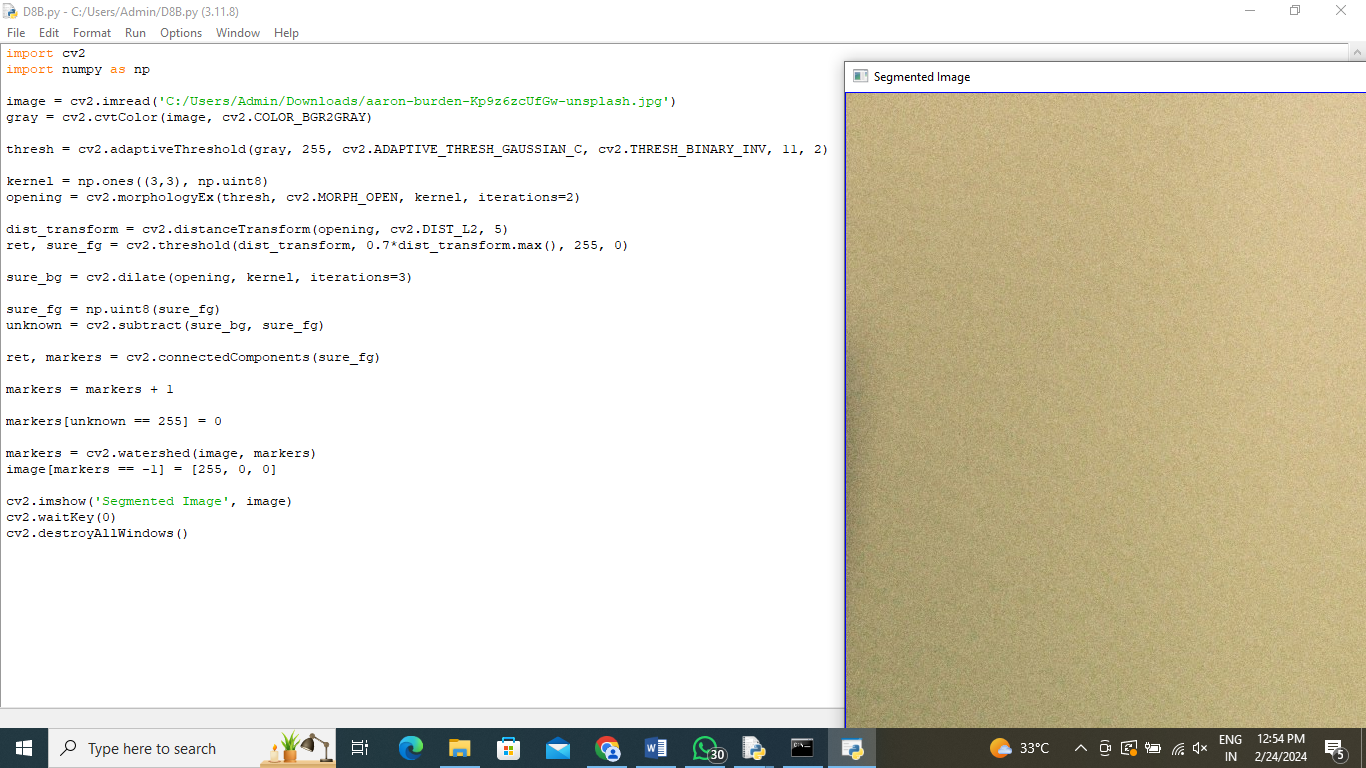 D8B.py - C:/Users/Admin/D8B.py (3.11.8)
File Edit Format Run Options Window Help
import cv2
import numpy as np
image = cv2.imread('C:/Users/Admin/Downloads/aaron-burden-Kp9z6zcUfGw-unsplash.jpg')
gray = cv2.cvtColor(image, cv2.COLOR_BGR2GRAY)
thresh = cv2.adaptiveThreshold(gray, 255, cv2.ADAPTIVE_THRESH_GAUSSIAN_C, cv2.THRESH_BINARY_INV, 11, 2)
kernel = np.ones((3,3), np.uint8)
opening = cv2.morphologyEx(thresh, cv2.MORPH_OPEN, kernel, iterations=2)
dist_transform = cv2.distanceTransform(opening, cv2.DIST_L2, 5)
ret, sure_fg = cv2.threshold(dist_transform, 0.7*dist_transform.max(), 255, 0)
sure_bg = cv2.dilate(opening, kernel, iterations=3)
sure_fg = np.uint8(sure_fg)
unknown = cv2.subtract(sure_bg, sure_fg)
ret, markers = cv2.connectedComponents(sure_fg)
markers = markers + 1
markers[unknown == 255] = 0
markers = cv2.watershed(image, markers)
image[markers == -1] = [255, 0, 0]
cv2.imshow('Segmented Image', image)
cv2.waitKey(0)
cv2.destroyAllWindows()
Segmented Image
Type here to search
30
33°C
ENG
IN
12:54 PM
2/24/2024
5